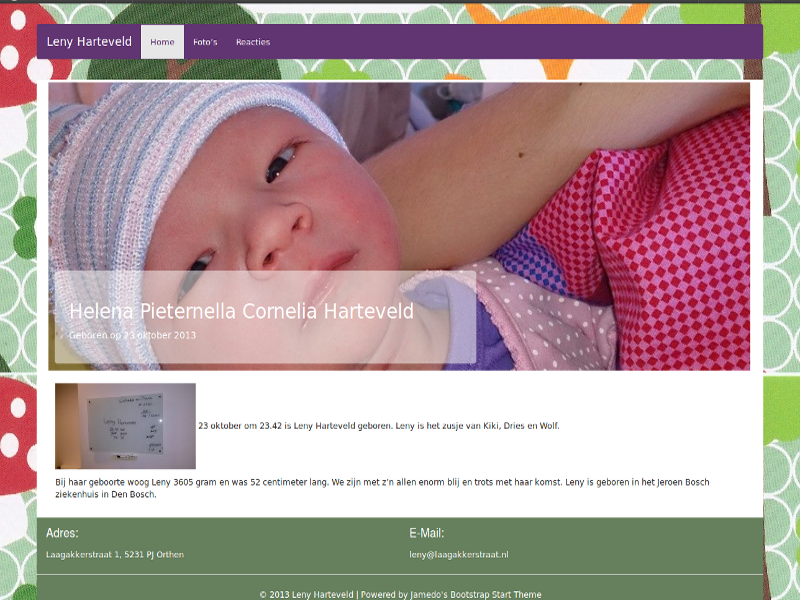 Leny Harteveld Home Foto's Reacties
Helena Pieternella Cornelia Harteveld
Geboren op 23 oktober 2013
23 oktober om 23.42 is Leny Harteveld geboren. Leny is het zusje van Kiki, Dries en Wolf.
Bij haar geboorte woog Leny 3605 gram en was 52 centimeter lang. We zijn met z'n allen enorm blij en trots met haar komst. Leny is geboren in het Jeroen Bosch
ziekenhuis in Den Bosch.
Adres:
Laagakkerstraat 1, 5231 PJ Orthen
E-Mail:
leny@laagakkerstraat.nl
© 2013 Leny Harteveld | Powered by Jamedo's Bootstrap Start Theme